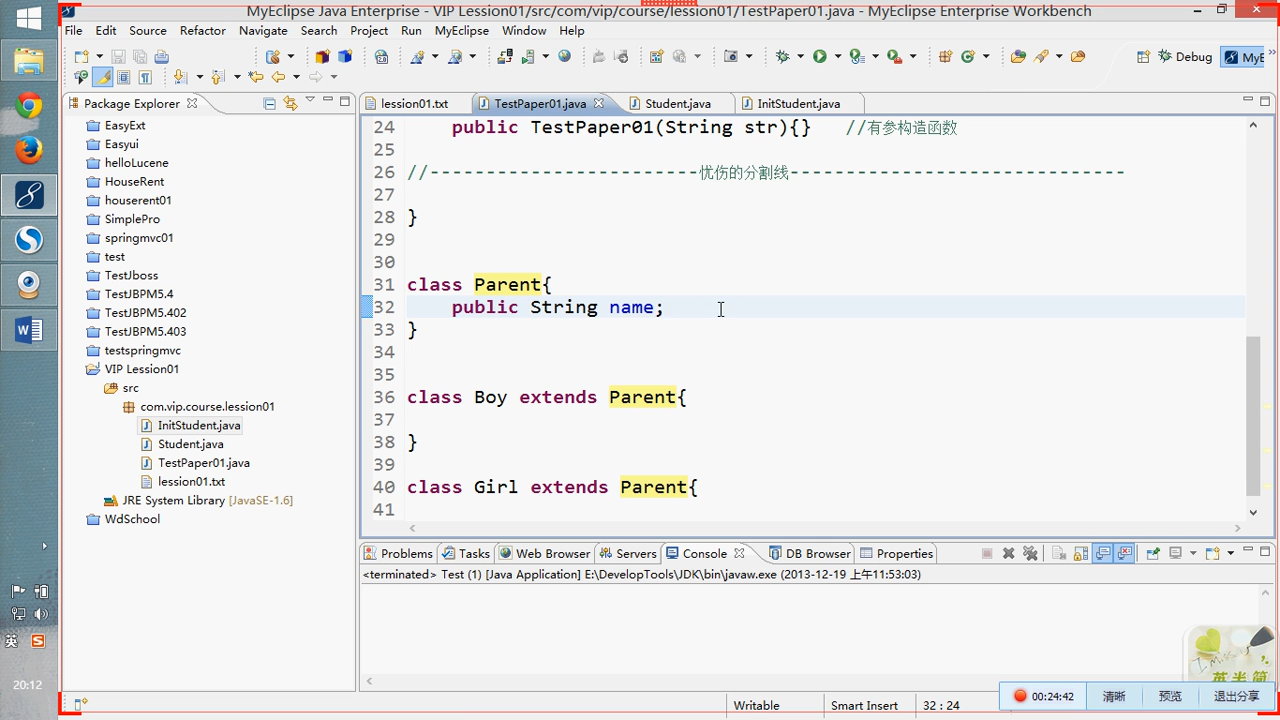 MyEclipse Java Enterprise - VIP Lession01/src/com/vip/course/lession01/TestPaper01.java - MyEclipse Enterprise Workbench
File Edit Source Refactor Navigate Search Project Run MyEclipse Window Help
Debug MyE
Package Explorer
EasyExt
Easyui
helloLucene
HouseRent
houserent01
SimplePro
springmvc01
test
TestJboss
TestJBPM5.4
TestJBPM5.402
TestJBPM5.403
testspringmvc
VIP Lession01
src
com.vip.course.lession01
InitStudent.java
Student.java
TestPaper01.java
lession01.txt
JRE System Library [JavaSE-1.6]
WdSchool
lession01.txt TestPaper01.java Student.java InitStudent.java
24 public TestPaper01(String str){} //有参构造函数
25
26 //------------------------忧伤的分割线------------------------------
27
28 }
29
30
31 class Parent{
32 public String name;
33 }
34
35
36 class Boy extends Parent{
37
38 }
39
40 class Girl extends Parent{
41
Problems Tasks Web Browser Servers Console DB Browser Properties
<terminated> Test (1) [Java Application] E:\DevelopTools\JDK\bin\javaw.exe (2013-12-19 上午11:53:03)
英
20:12
英 半 简
00:24:42 清晰 预览 退出分享
Writable Smart Insert 32 : 24